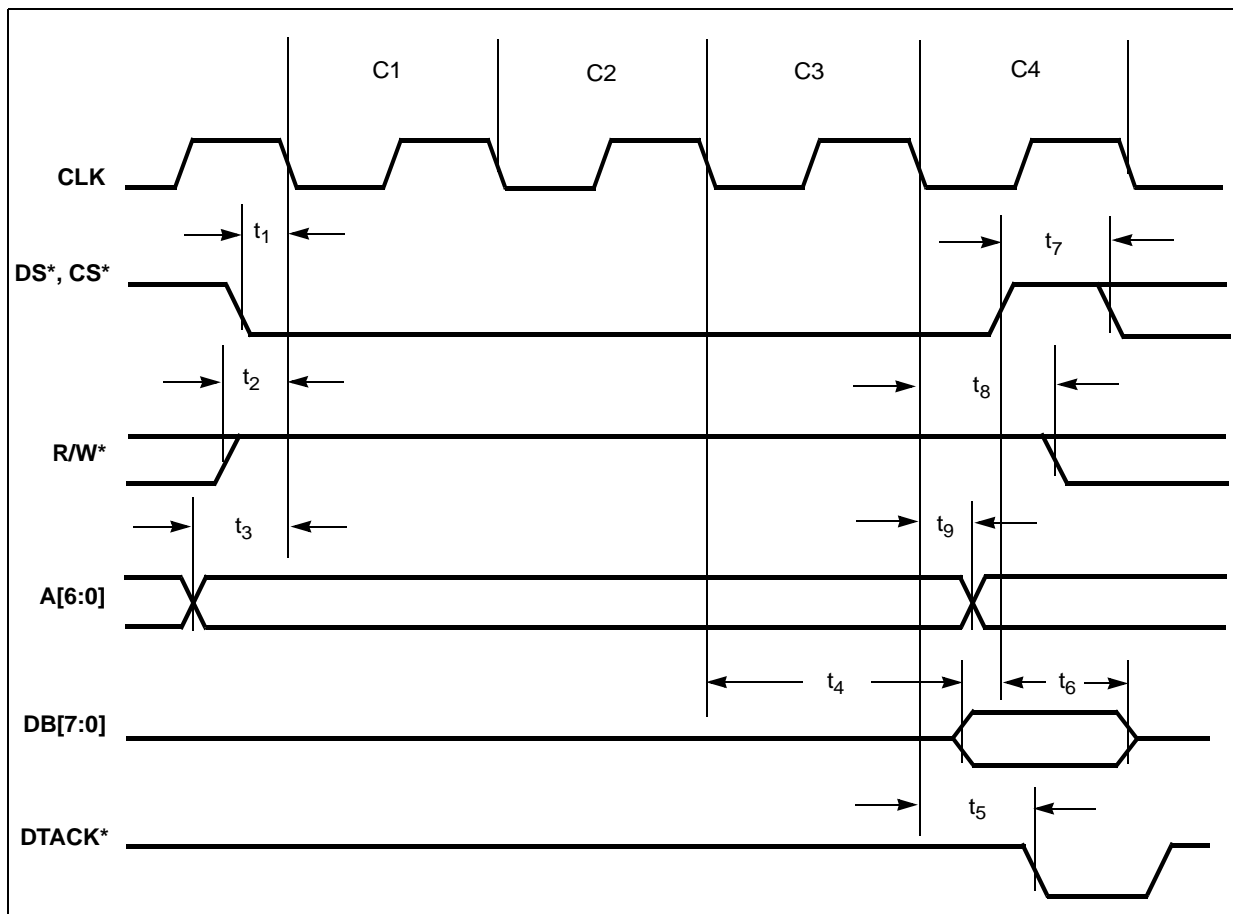 C1 C2 C3 C4
CLK
t1 t7
DS*, CS*
t2 t8
R/W*
t3 t9
A[6:0]
t4 t6
DB[7:0]
t5
DTACK*